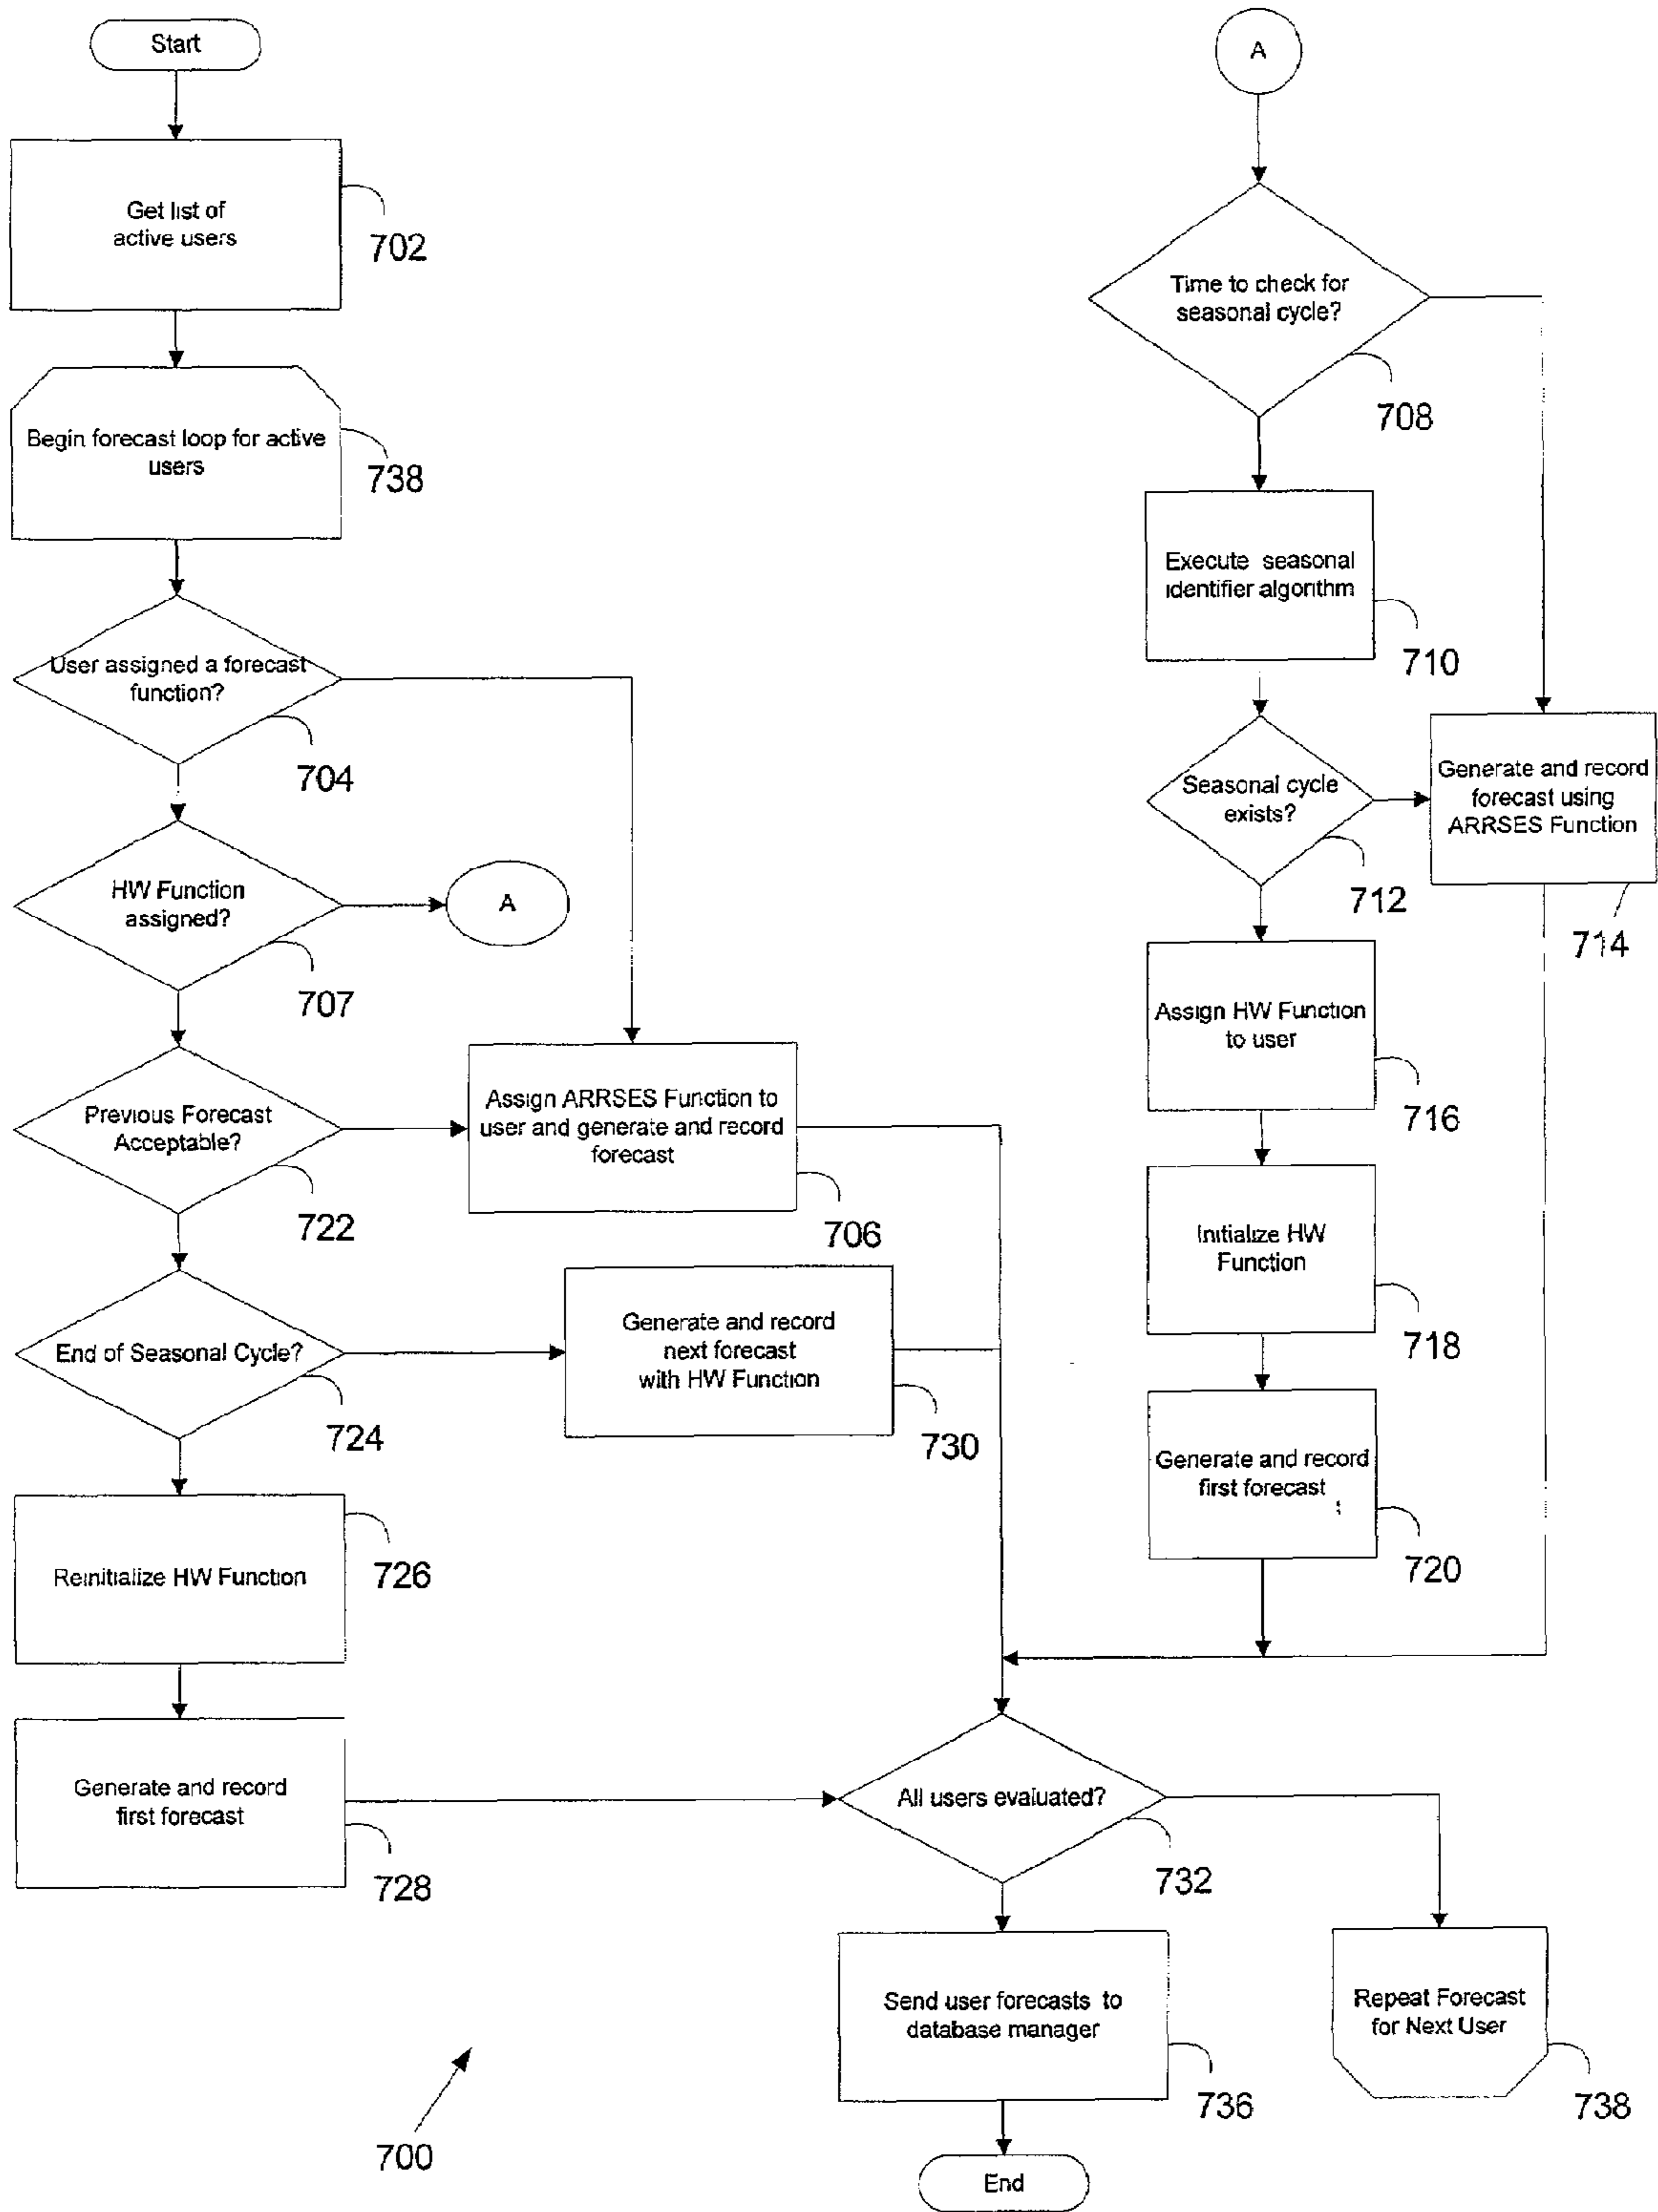 Start
Get list of
active users
702
Begin forecast loop for active
users
738
User assigned a forecast
function?
704
HW Function
assigned?
707
A
Previous Forecast
Acceptable?
722
Assign ARRSES Function to
user and generate and record
forecast
706
End of Seasonal Cycle?
724
Generate and record
next forecast
with HW Function
730
Reinitialize HW Function
726
Generate and record
first forecast
728
A
Time to check for
seasonal cycle?
708
Execute seasonal
identifier algorithm
710
Seasonal cycle
exists?
712
Generate and record
forecast using
ARRSES Function
714
Assign HW Function
to user
716
Initialize HW
Function
718
Generate and record
first forecast
720
All users evaluated?
732
Send user forecasts to
database manager
736
Repeat Forecast
for Next User
738
End
700